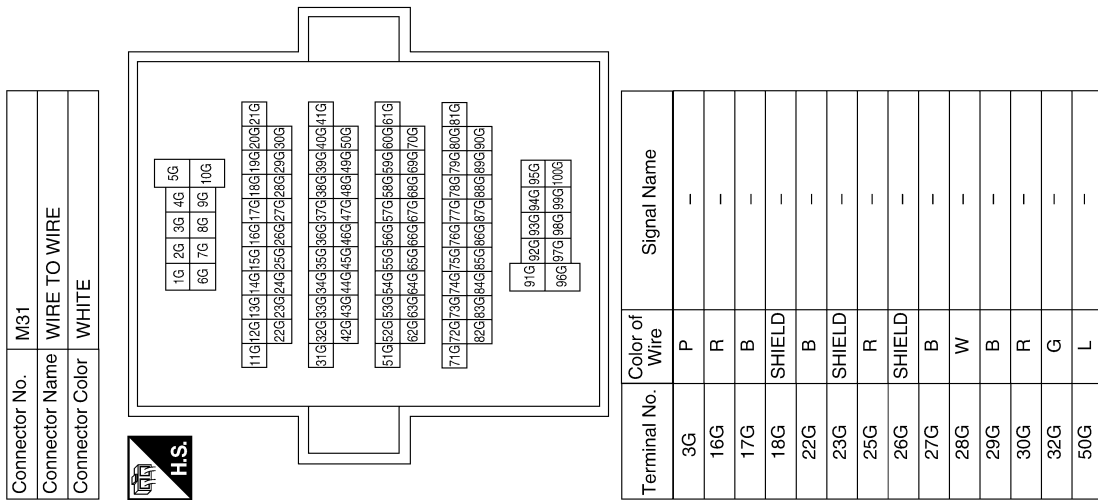 Connector No. M31
Connector Name WIRE TO WIRE
Connector Color WHITE
H.S.
1G 2G 3G 4G 5G
6G 7G 8G 9G 10G
11G 12G 13G 14G 15G 16G 17G 18G 19G 20G 21G
22G 23G 24G 25G 26G 27G 28G 29G 30G
31G 32G 33G 34G 35G 36G 37G 38G 39G 40G 41G
42G 43G 44G 45G 46G 47G 48G 49G 50G
51G 52G 53G 54G 55G 56G 57G 58G 59G 60G 61G
62G 63G 64G 65G 66G 67G 68G 69G 70G
71G 72G 73G 74G 75G 76G 77G 78G 79G 80G 81G
82G 83G 84G 85G 86G 87G 88G 89G 90G
91G 92G 93G 94G 95G
96G 97G 98G 99G 100G
Terminal No. Color of Wire Signal Name
3G P –
16G R –
17G B –
18G SHIELD –
22G B –
23G SHIELD –
25G R –
26G SHIELD –
27G B –
28G W –
29G B –
30G R –
32G G –
50G L –